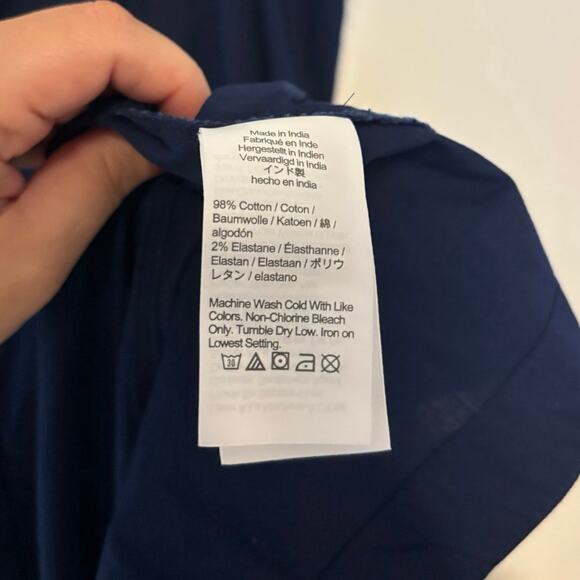 Made in India
Fabriqué en Inde
Hergestellt in Indien
Vervaardigd in India
インド製
hecho en india
98% Cotton / Coton /
Baumwolle / Katoen / 綿 /
algodón
2% Elastane / Élasthanne /
Elastan / Elastaan / ポリウ
レタン / elastano
Machine Wash Cold With Like
Colors. Non-Chlorine Bleach
Only. Tumble Dry Low. Iron on
Lowest Setting.
30